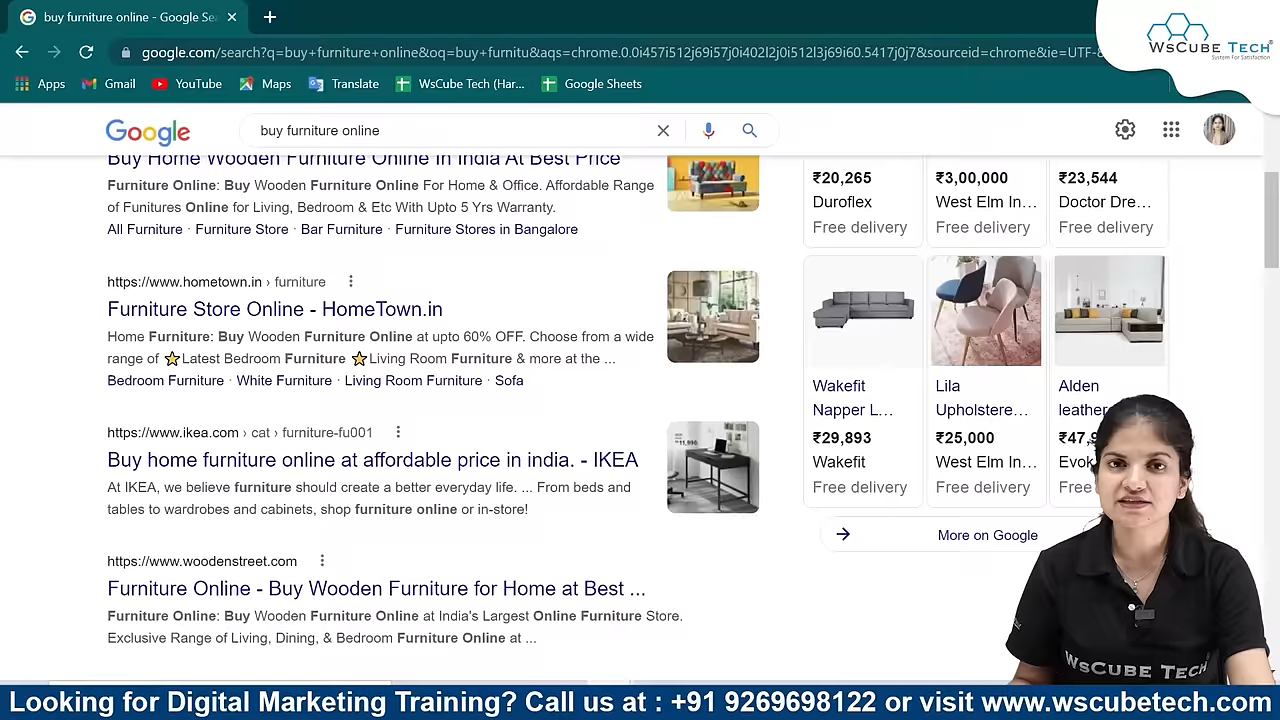 buy furniture online - Google Se
google.com/search?q=buy+furniture+online&oq=buy+furnitu&aqs=chrome.0.0i457i512j69i57j0i402l2j0i512l3j69i60.5417j0j7&sourceid=chrome&ie=UTF-8
WsCube Tech
System For Satisfaction
Apps
Gmail
YouTube
Maps
Translate
WsCube Tech (Har...
Google Sheets
Google
buy furniture online
Buy Home Wooden Furniture Online In India At Best Price
Furniture Online: Buy Wooden Furniture Online For Home & Office. Affordable Range
of Funitures Online for Living, Bedroom & Etc With Upto 5 Yrs Warranty.
All Furniture · Furniture Store · Bar Furniture · Furniture Stores in Bangalore
https://www.hometown.in › furniture
Furniture Store Online - HomeTown.in
Home Furniture: Buy Wooden Furniture Online at upto 60% OFF. Choose from a wide
range of ⭐Latest Bedroom Furniture ⭐Living Room Furniture & more at the ...
Bedroom Furniture · White Furniture · Living Room Furniture · Sofa
https://www.ikea.com › cat › furniture-fu001
Buy home furniture online at affordable price in india. - IKEA
At IKEA, we believe furniture should create a better everyday life. ... From beds and
tables to wardrobes and cabinets, shop furniture online or in-store!
https://www.woodenstreet.com
Furniture Online - Buy Wooden Furniture for Home at Best ...
Furniture Online: Buy Wooden Furniture Online at India's Largest Online Furniture Store.
Exclusive Range of Living, Dining, & Bedroom Furniture Online at ...
₹20,265
Duroflex
Free delivery
₹3,00,000
West Elm In...
Free delivery
₹23,544
Doctor Dre...
Free delivery
Wakefit
Napper L...
₹29,893
Wakefit
Free delivery
Lila
Upholstere...
₹25,000
West Elm In...
Free delivery
Alden
leather
₹47,9
Evok
Free
More on Google
WsCube Tech
Looking for Digital Marketing Training? Call us at : +91 9269698122 or visit www.wscubetech.com